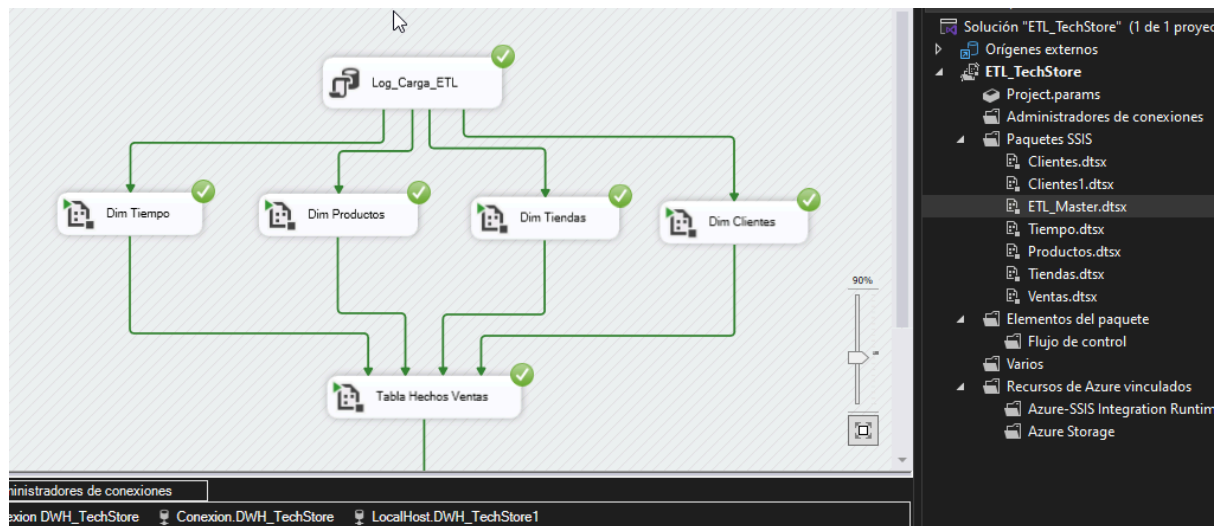 Log_Carga_ETL
Dim Tiempo
Dim Productos
Dim Tiendas
Dim Clientes
Tabla Hechos Ventas
90%
Solución "ETL_TechStore" (1 de 1 proyec
Orígenes externos
ETL_TechStore
Project.params
Administradores de conexiones
Paquetes SSIS
Clientes.dtsx
Clientes1.dtsx
ETL_Master.dtsx
Tiempo.dtsx
Productos.dtsx
Tiendas.dtsx
Ventas.dtsx
Elementos del paquete
Flujo de control
Varios
Recursos de Azure vinculados
Azure-SSIS Integration Runtim
Azure Storage
ministradores de conexiones
exion DWH_TechStore Conexion.DWH_TechStore LocalHost.DWH_TechStore1